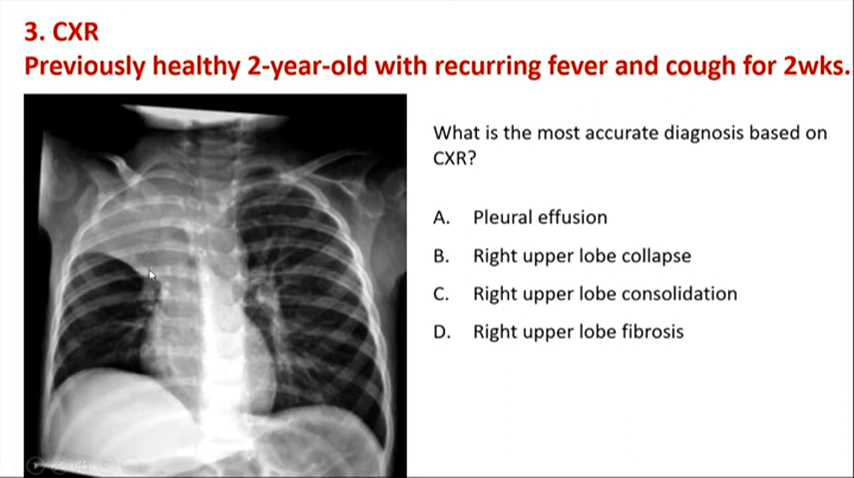 3. CXR
Previously healthy 2-year-old with recurring fever and cough for 2wks.
What is the most accurate diagnosis based on
CXR?
A. Pleural effusion
B. Right upper lobe collapse
C. Right upper lobe consolidation
D. Right upper lobe fibrosis